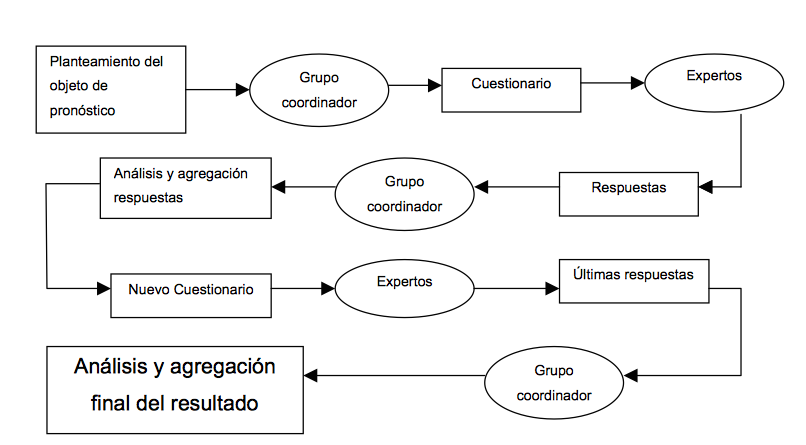 Planteamiento del
objeto de
pronóstico
Grupo
coordinador
Cuestionario
Expertos
Análisis y agregación
respuestas
Grupo
coordinador
Respuestas
Nuevo Cuestionario
Expertos
Últimas respuestas
Análisis y agregación
final del resultado
Grupo
coordinador